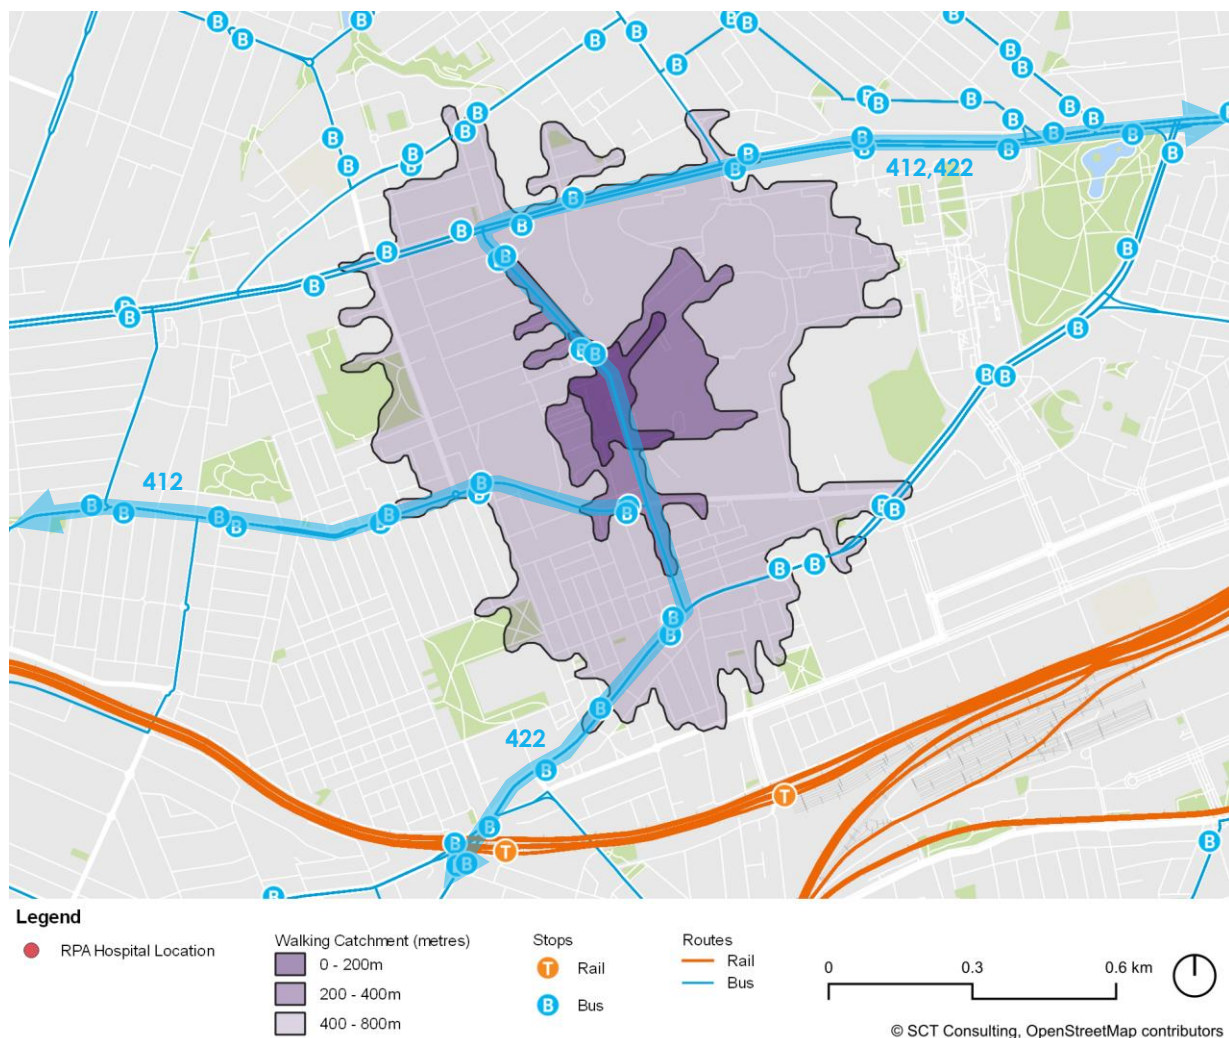 412,422
412
422
Legend
RPA Hospital Location
Walking Catchment (metres)
0 - 200m
200 - 400m
400 - 800m
Stops
T Rail
B Bus
Routes
Rail
Bus
0 0.3 0.6 km
© SCT Consulting, OpenStreetMap contributors